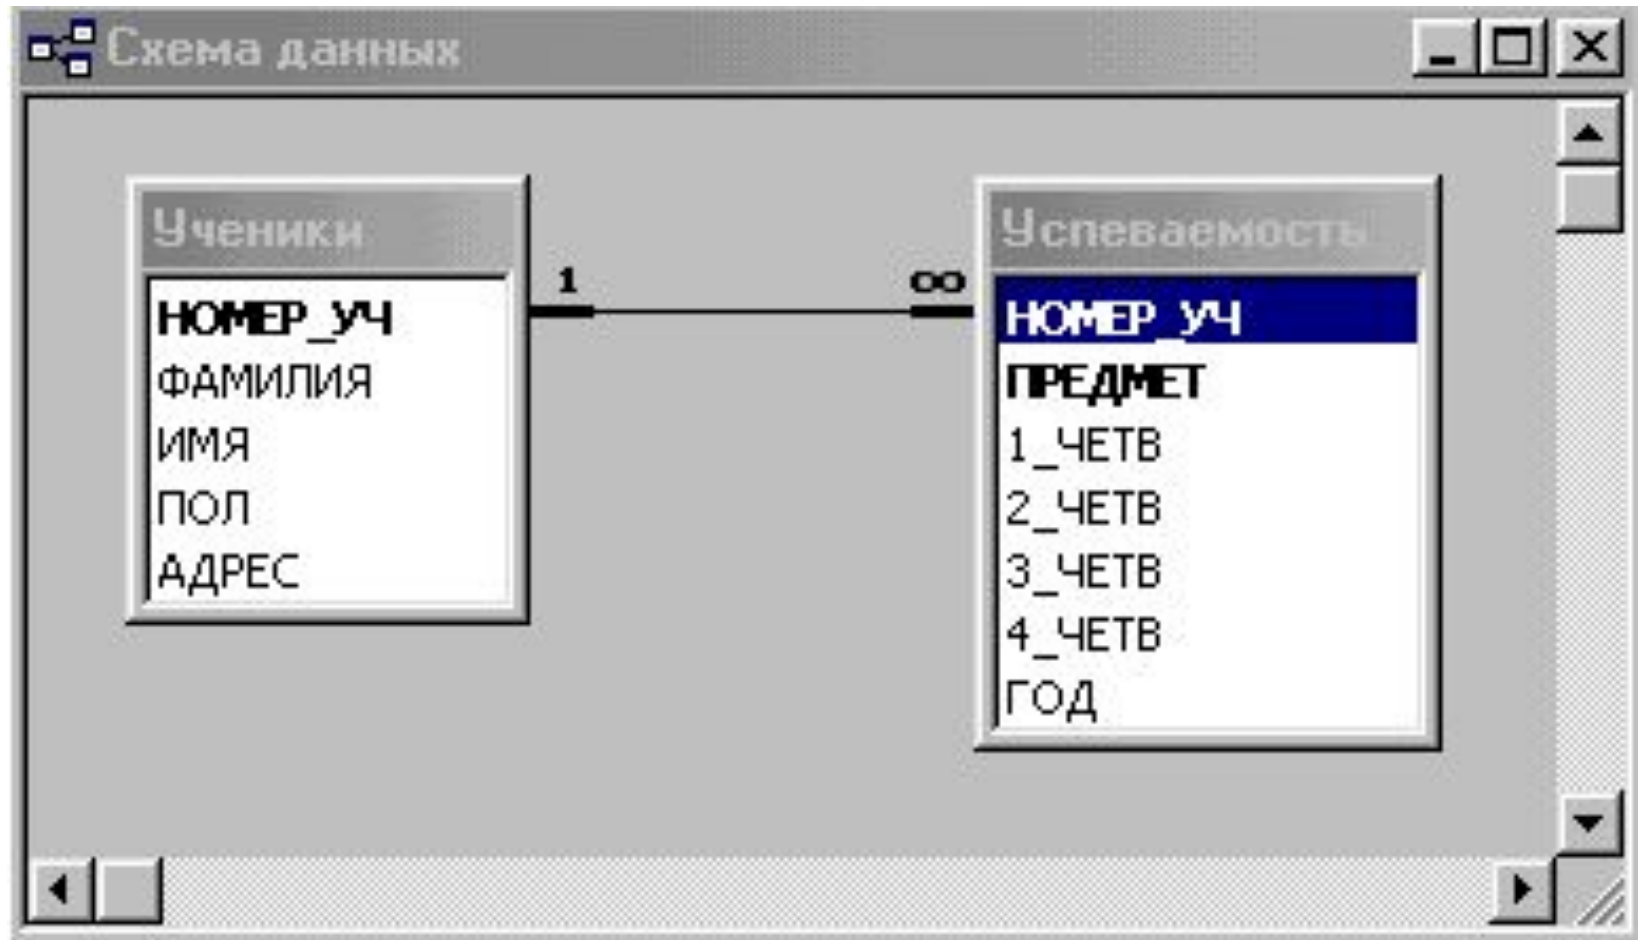 Схема данных
Ученики
НОМЕР_УЧ
ФАМИЛИЯ
ИМЯ
ПОЛ
АДРЕС
1
∞
Успеваемость
НОМЕР_УЧ
ПРЕДМЕТ
1_ЧЕТВ
2_ЧЕТВ
3_ЧЕТВ
4_ЧЕТВ
ГОД